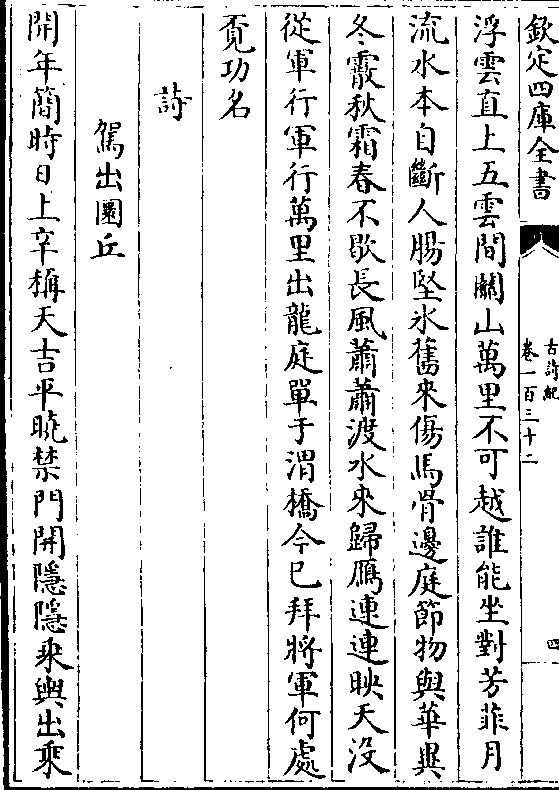 欽定四庫全書
古詩紀
卷一百三十二
四
浮雲直上五雲間關山萬里不可越誰能坐對芳菲月
流水本自斷人腸堅氷舊來傷馬骨邊庭節物與華異
冬霰秋霜春不歇長風蕭蕭渡水來歸鴈連連映天没
從軍行軍行萬里出龍庭單于渭橋今已拜將軍何處
覔功名
詩
駕出圜丘
開年簡時日上辛稱天吉平曉禁門開隱隱乘輿出乘